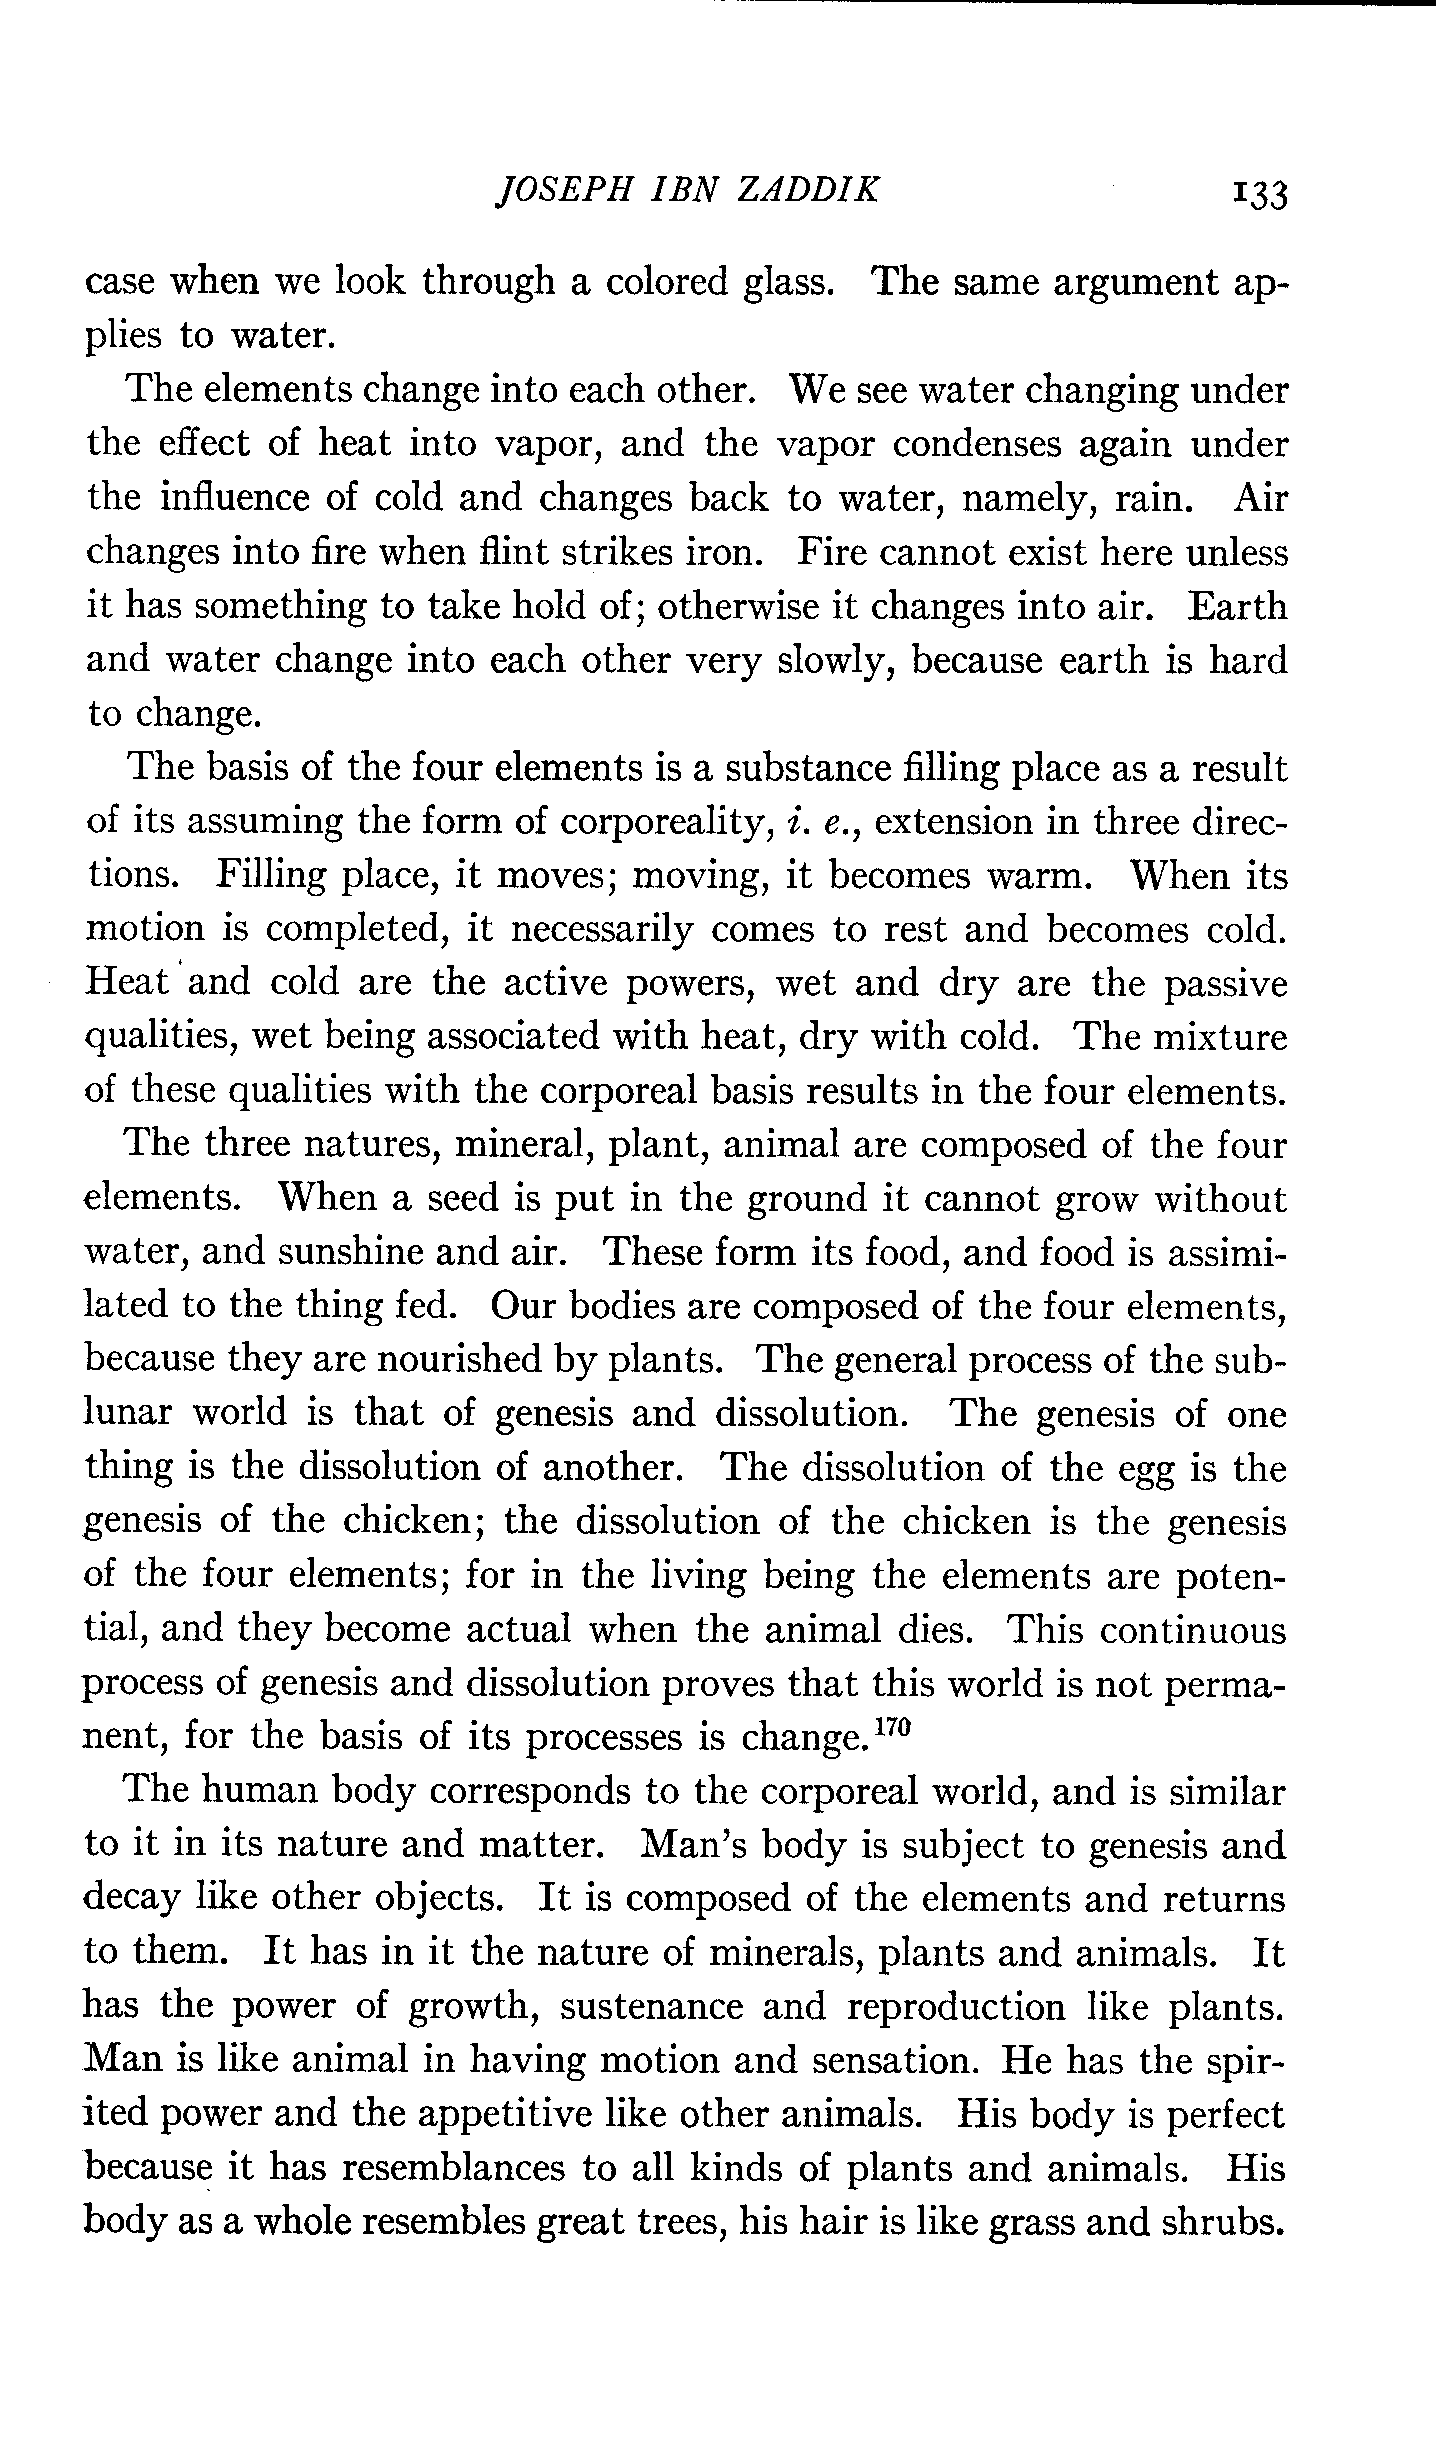 JOSEPH IBN ZADDIK 133
case when we look through a colored glass. The same argument ap-
plies to water.
The elements change into each other. We see water changing under
the effect of heat into vapor, and the vapor condenses again under
the influence of cold and changes back to water, namely, rain. Air
changes into fire when flint strikes iron. Fire cannot exist here unless
it has something to take hold of; otherwise it changes into air. Earth
and water change into each other very slowly, because earth is hard
to change.
The basis of the four elements is a substance filling place as a result
of its assuming the form of corporeality, i. e., extension in three direc-
tions. Filling place, it moves; moving, it becomes warm. When its
motion is completed, it necessarily comes to rest and becomes cold.
Heat and cold are the active powers, wet and dry are the passive
qualities, wet being associated with heat, dry with cold. The mixture
of these qualities with the corporeal basis results in the four elements.
The three natures, mineral, plant, animal are composed of the four
elements. When a seed is put in the ground it cannot grow without
water, and sunshine and air. These form its food, and food is assimi-
lated to the thing fed. Our bodies are composed of the four elements,
because they are nourished by plants. The general process of the sub-
lunar world is that of genesis and dissolution. The genesis of one
thing is the dissolution of another. The dissolution of the egg is the
genesis of the chicken; the dissolution of the chicken is the genesis
of the four elements; for in the living being the elements are poten-
tial, and they become actual when the animal dies. This continuous
process of genesis and dissolution proves that this world is not perma-
nent, for the basis of its processes is change.170
The human body corresponds to the corporeal world, and is similar
to it in its nature and matter. Man's body is subject to genesis and
decay like other objects. It is composed of the elements and returns
to them. It has in it the nature of minerals, plants and animals. It
has the power of growth, sustenance and reproduction like plants.
Man is like animal in having motion and sensation. He has the spir-
ited power and the appetitive like other animals. His body is perfect
because it has resemblances to all kinds of plants and animals. His
body as a whole resembles great trees, his hair is like grass and shrubs.